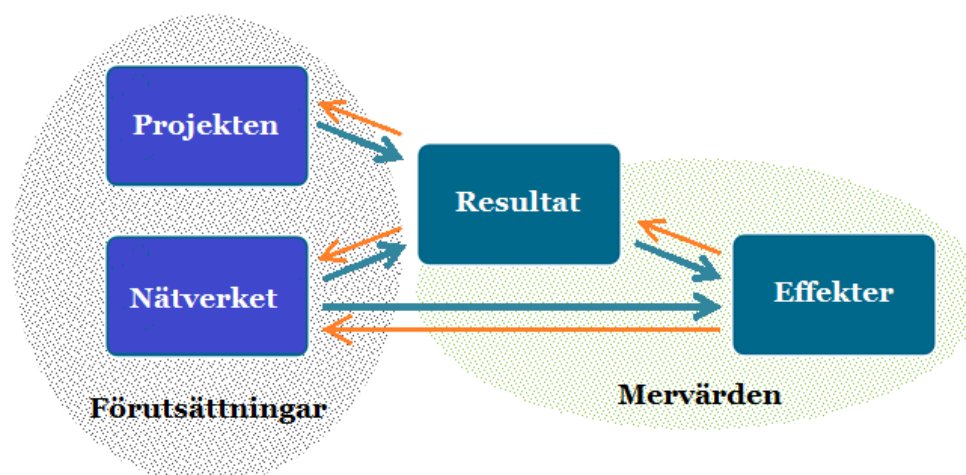 Projekten
Resultat
Nätverket
Effekter
Förutsättningar
Mervärden